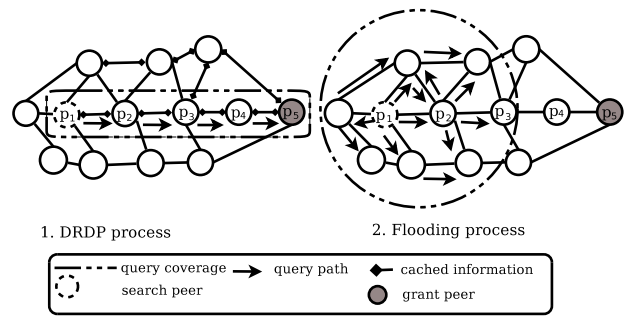 p1 p2 p3 p4 p5
p1 p2 p3 p4 p5
1. DRDP process
2. Flooding process
query coverage query path cached information
search peer grant peer